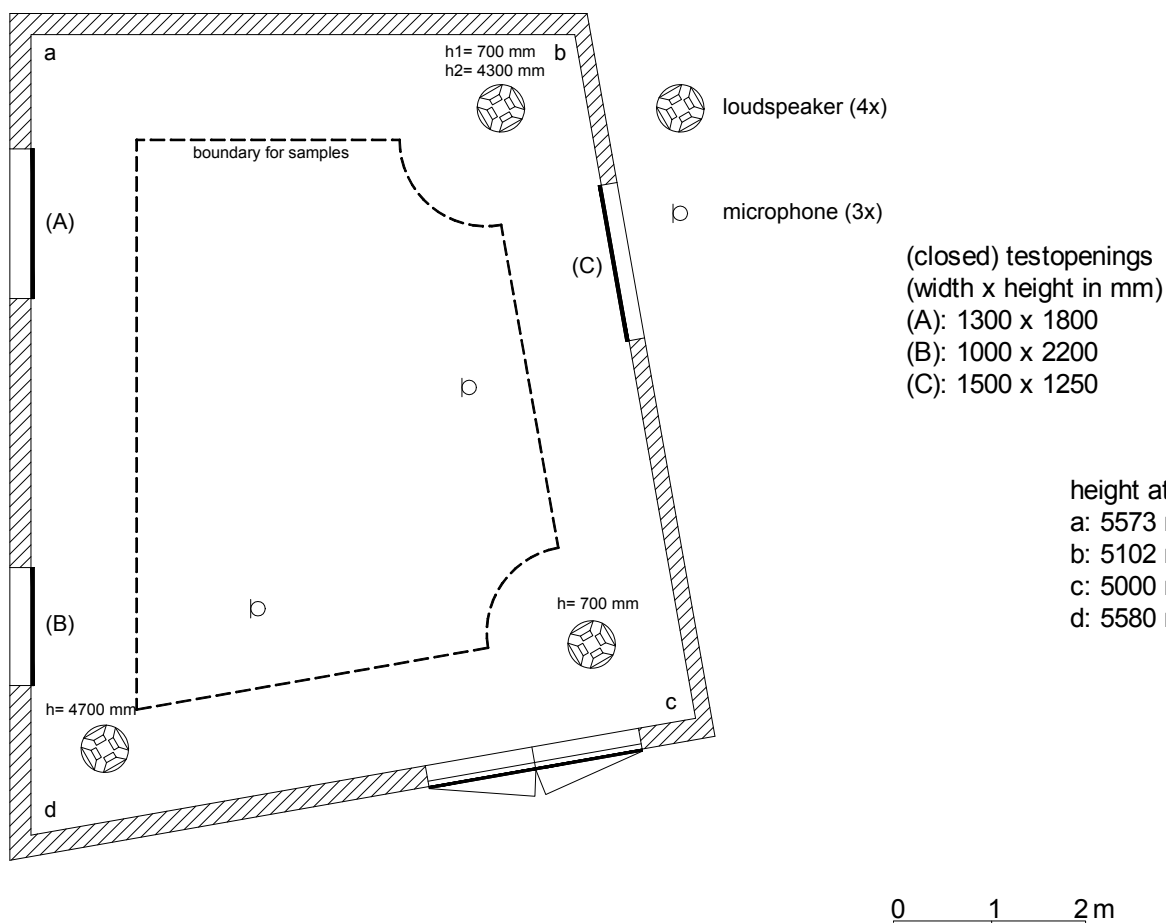 a
h1= 700 mm
h2= 4300 mm
b
loudspeaker (4x)
boundary for samples
microphone (3x)
(A)
(C)
(closed) testopenings
(width x height in mm)
(A): 1300 x 1800
(B): 1000 x 2200
(C): 1500 x 1250
height at
a: 5573
b: 5102
c: 5000
d: 5580
h= 700 mm
(B)
h= 4700 mm
c
d
0 1 2 m